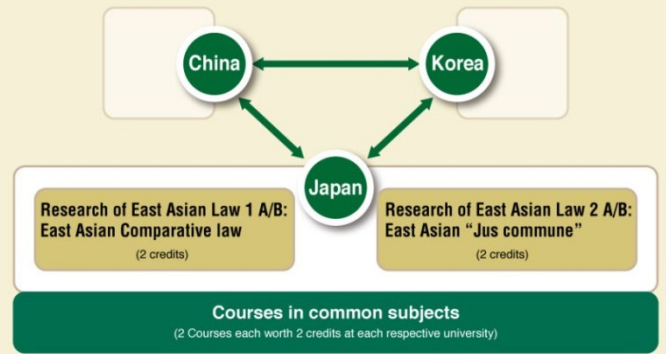 China
Korea
Japan
Research of East Asian Law 1 A/B:
East Asian Comparative law
(2 credits)
Research of East Asian Law 2 A/B:
East Asian “Jus commune”
(2 credits)
Courses in common subjects
(2 Courses each worth 2 credits at each respective university)